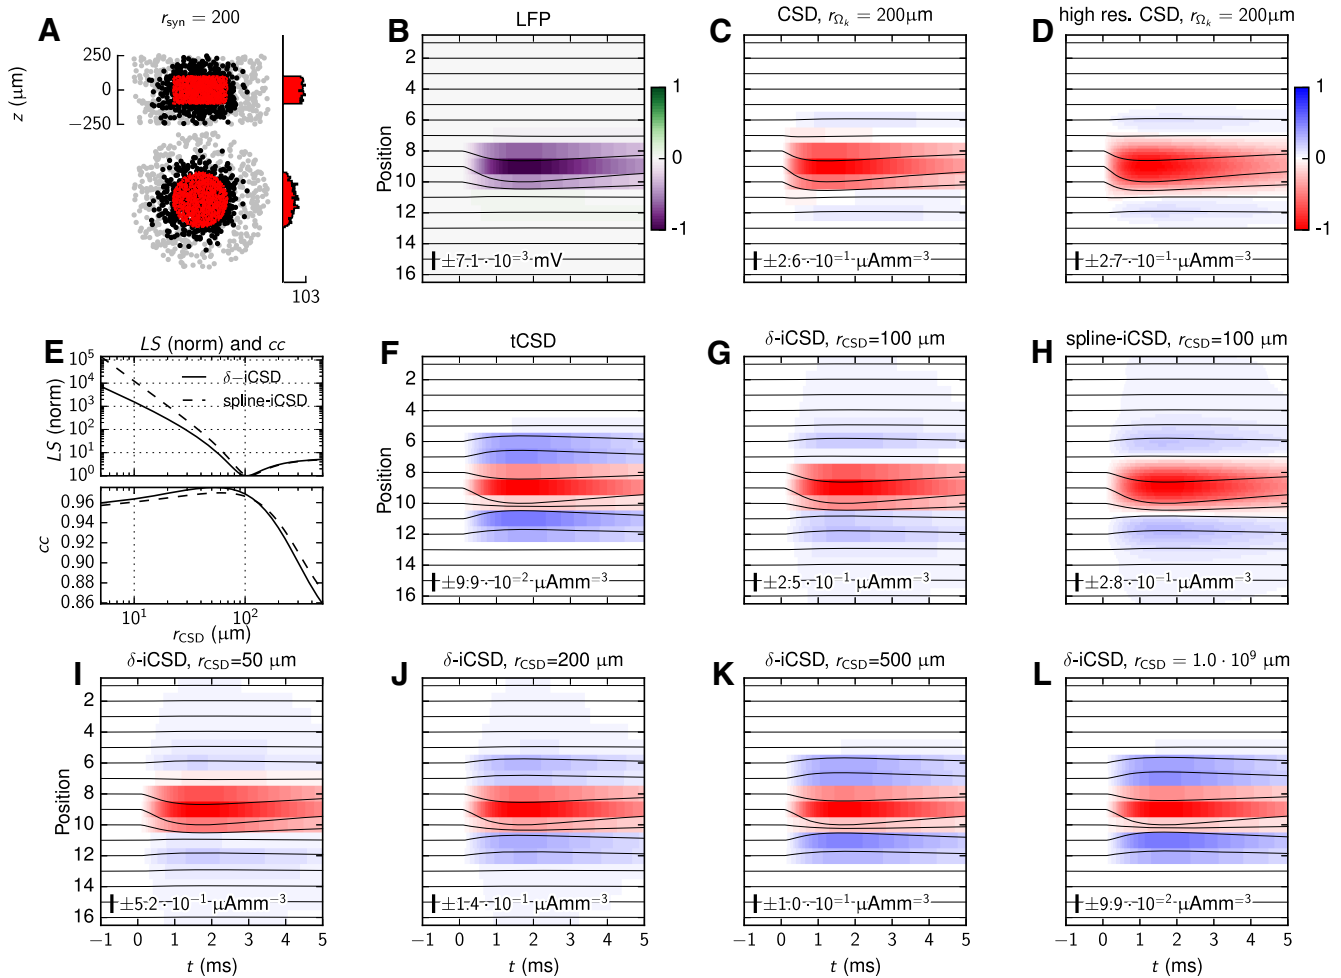 A
r_syn = 200
z (μm)
250
0
−250
103
B
LFP
Position
2
4
6
8
10
12
14
16
±7.1 · 10⁻³ mV
1
0
-1
C
CSD, r_Ωk = 200μm
±2.6 · 10⁻¹ μAmm⁻³
D
high res. CSD, r_Ωk = 200μm
±2.7 · 10⁻¹ μAmm⁻³
1
0
-1
E
LS (norm) and cc
LS (norm)
10⁵
10⁴
10³
10²
10¹
10⁰
δ−iCSD
spline-iCSD
cc
0.96
0.94
0.92
0.90
0.88
0.86
10¹
10²
r_CSD (μm)
F
tCSD
Position
2
4
6
8
10
12
14
16
±9.9 · 10⁻² μAmm⁻³
G
δ-iCSD, r_CSD=100 μm
±2.5 · 10⁻¹ μAmm⁻³
H
spline-iCSD, r_CSD=100 μm
±2.8 · 10⁻¹ μAmm⁻³
I
δ-iCSD, r_CSD=50 μm
Position
2
4
6
8
10
12
14
16
±5.2 · 10⁻¹ μAmm⁻³
−1 0 1 2 3 4 5
t (ms)
J
δ-iCSD, r_CSD=200 μm
±1.4 · 10⁻¹ μAmm⁻³
−1 0 1 2 3 4 5
t (ms)
K
δ-iCSD, r_CSD=500 μm
±1.0 · 10⁻¹ μAmm⁻³
−1 0 1 2 3 4 5
t (ms)
L
δ-iCSD, r_CSD = 1.0 · 10⁹ μm
±9.9 · 10⁻² μAmm⁻³
−1 0 1 2 3 4 5
t (ms)